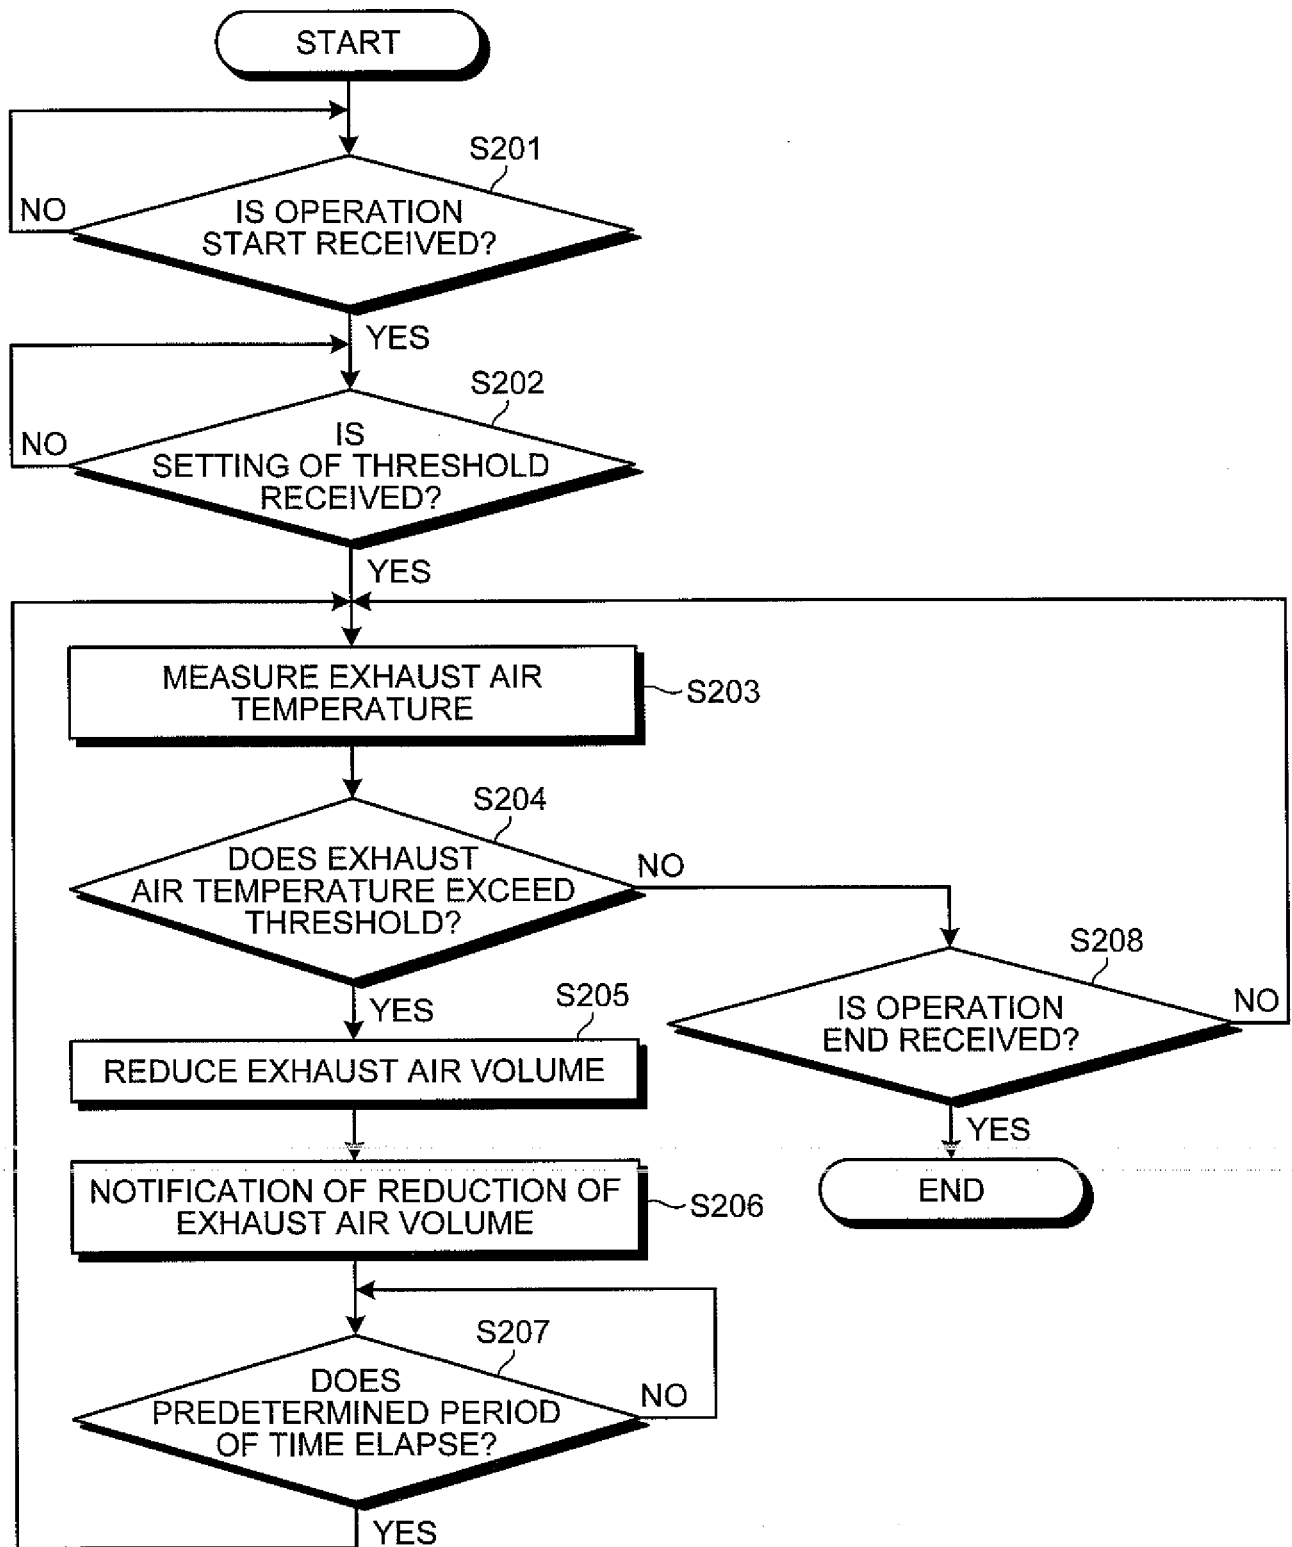 START
S201
NO
IS OPERATION
START RECEIVED?
YES
S202
NO
IS
SETTING OF THRESHOLD
RECEIVED?
YES
MEASURE EXHAUST AIR
TEMPERATURE
S203
S204
DOES EXHAUST
AIR TEMPERATURE EXCEED
THRESHOLD?
NO
S208
IS OPERATION
END RECEIVED?
NO
YES
S205
REDUCE EXHAUST AIR VOLUME
YES
END
NOTIFICATION OF REDUCTION OF
EXHAUST AIR VOLUME
S206
S207
DOES
PREDETERMINED PERIOD
OF TIME ELAPSE?
NO
YES